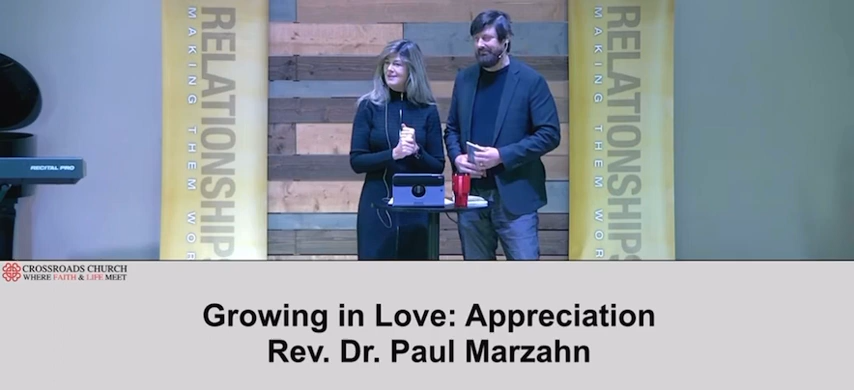 RELATIONSHIPS
MAKING THEM WOR
RELATIONSHIPS
MAKING THEM WOR
RECITAL PRO
CROSSROADS CHURCH
WHERE FAITH & LIFE MEET
Growing in Love: Appreciation
Rev. Dr. Paul Marzahn